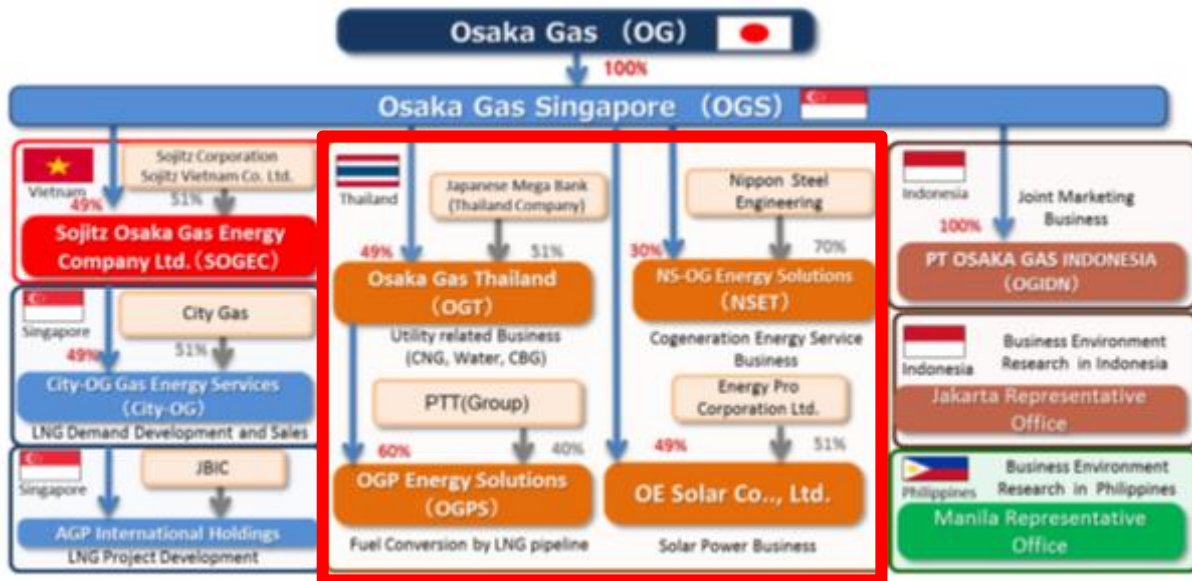 Osaka Gas （OG）
100%
Osaka Gas Singapore （OGS）
Vietnam
Sojitz Corporation
Sojitz Vietnam Co. Ltd.
49%
51%
Sojitz Osaka Gas Energy
Company Ltd. (SOGEC)
Singapore
City Gas
49%
51%
City-OG Gas Energy Services
(City-OG)
LNG Demand Development and Sales
Singapore
JBIC
AGP International Holdings
LNG Project Development
Thailand
Japanese Mega Bank
(Thailand Company)
49%
51%
Osaka Gas Thailand
（OGT）
Utility related Business
(CNG, Water, CBG)
PTT(Group)
60%
40%
OGP Energy Solutions
（OGPS）
Fuel Conversion by LNG pipeline
Nippon Steel
Engineering
30%
70%
NS-OG Energy Solutions
（NSET）
Cogeneration Energy Service
Business
Energy Pro
Corporation Ltd.
49%
51%
OE Solar Co.., Ltd.
Solar Power Business
Indonesia
Joint Marketing
Business
100%
PT OSAKA GAS INDONESIA
（OGIDN）
Indonesia
Business Environment
Research in Indonesia
Jakarta Representative
Office
Philippines
Business Environment
Research in Philippines
Manila Representative
Office